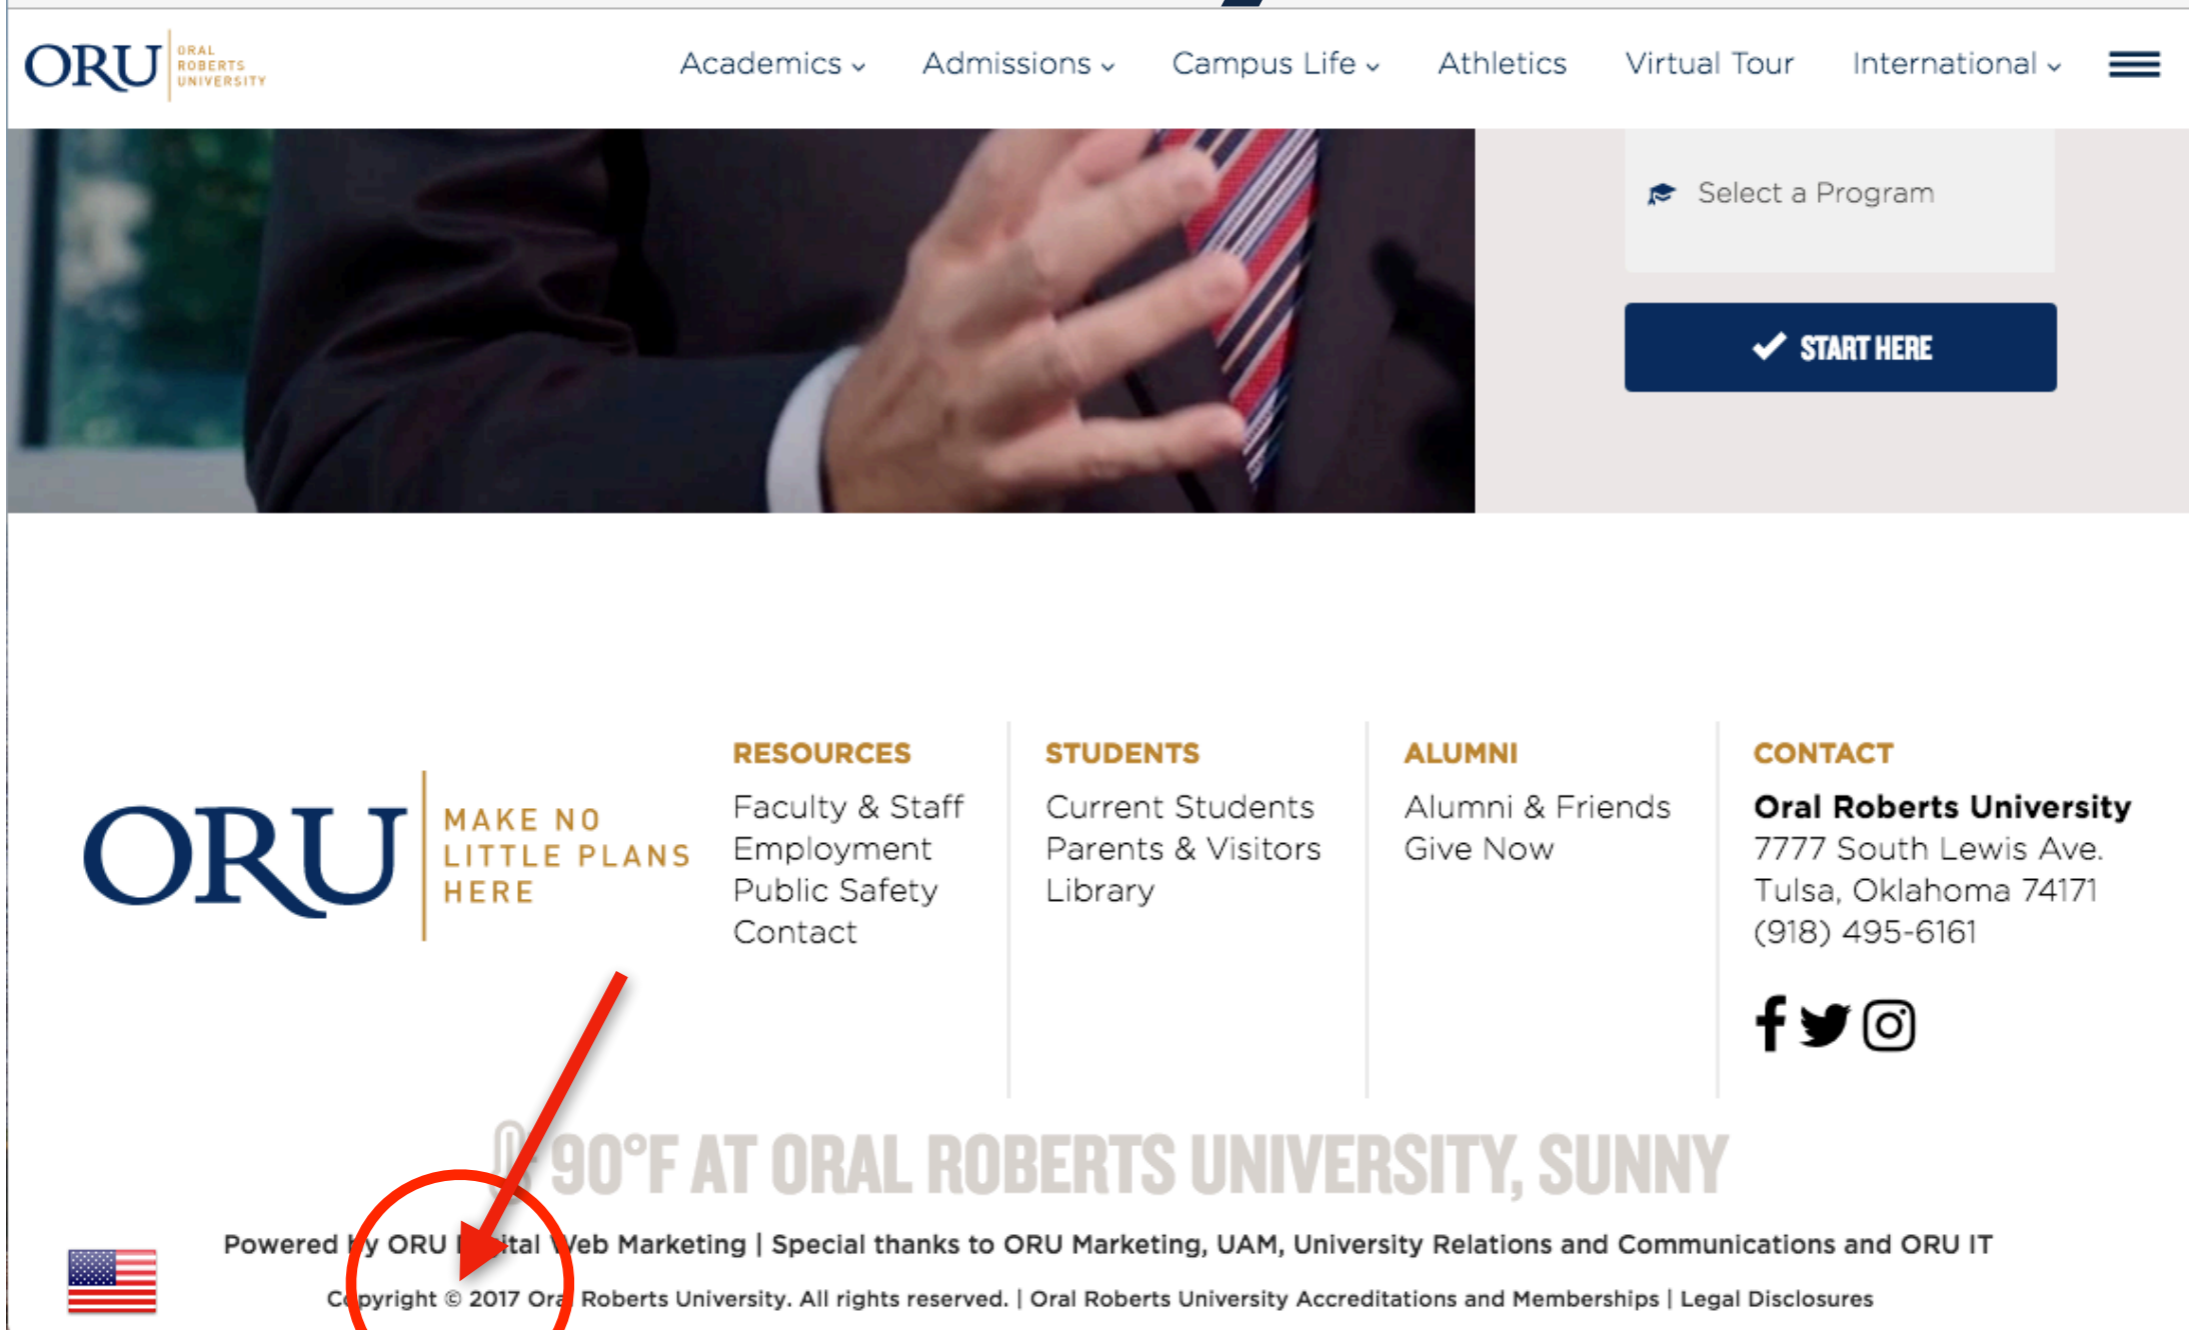 ORU ORAL
ROBERTS
UNIVERSITY
Academics Admissions Campus Life Athletics Virtual Tour International
Select a Program
START HERE
ORU MAKE NO
LITTLE PLANS
HERE
RESOURCES
Faculty & Staff
Employment
Public Safety
Contact
STUDENTS
Current Students
Parents & Visitors
Library
ALUMNI
Alumni & Friends
Give Now
CONTACT
Oral Roberts University
7777 South Lewis Ave.
Tulsa, Oklahoma 74171
(918) 495-6161
90°F AT ORAL ROBERTS UNIVERSITY, SUNNY
Powered by ORU Digital Web Marketing | Special thanks to ORU Marketing, UAM, University Relations and Communications and ORU IT
Copyright © 2017 Oral Roberts University. All rights reserved. | Oral Roberts University Accreditations and Memberships | Legal Disclosures